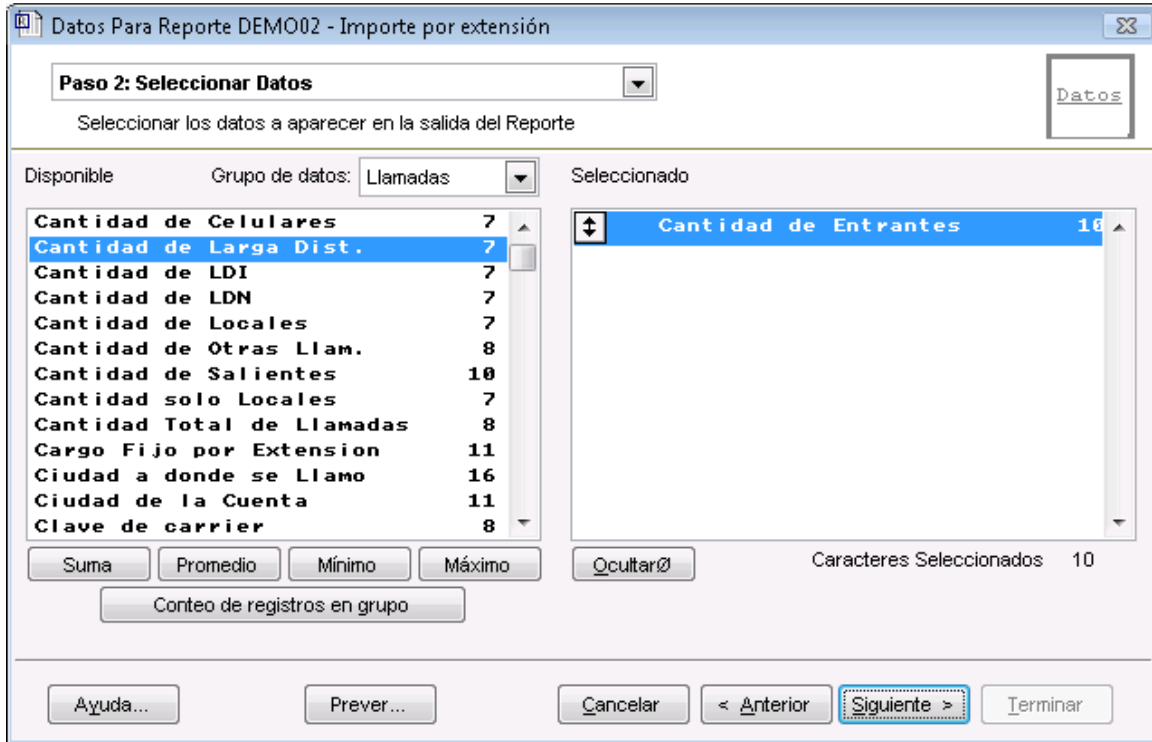 Datos Para Reporte DEMO02 - Importe por extensión
Paso 2: Seleccionar Datos
Datos
Seleccionar los datos a aparecer en la salida del Reporte
Disponible Grupo de datos: Llamadas Seleccionado
Cantidad de Celulares 7
Cantidad de Larga Dist. 7
Cantidad de LDI 7
Cantidad de LDN 7
Cantidad de Locales 7
Cantidad de Otras Llam. 8
Cantidad de Salientes 10
Cantidad solo Locales 7
Cantidad Total de Llamadas 8
Cargo Fijo por Extension 11
Ciudad a donde se Llamo 16
Ciudad de la Cuenta 11
Clave de carrier 8
Cantidad de Entrantes 10
Suma Promedio Mínimo Máximo
OcultarØ Caracteres Seleccionados 10
Conteo de registros en grupo
Ayuda... Prever... Cancelar < Anterior Siguiente > Terminar